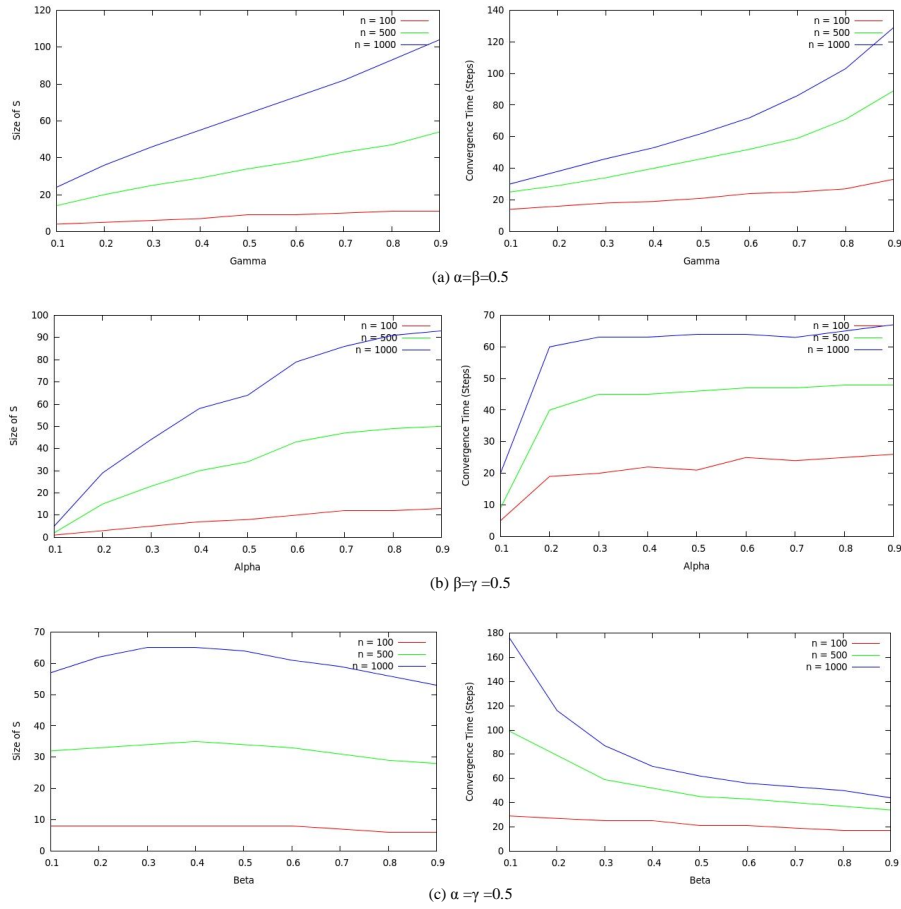 120
100
80
60
40
20
0
0.1 0.2 0.3 0.4 0.5 0.6 0.7 0.8 0.9
Size of S
Gamma
n = 100
n = 500
n = 1000
140
120
100
80
60
40
20
0
0.1 0.2 0.3 0.4 0.5 0.6 0.7 0.8 0.9
Convergence Time (Steps)
Gamma
n = 100
n = 500
n = 1000
(a) α=β=0.5
100
90
80
70
60
50
40
30
20
10
0
0.1 0.2 0.3 0.4 0.5 0.6 0.7 0.8 0.9
Size of S
Alpha
n = 100
n = 500
n = 1000
70
60
50
40
30
20
10
0
0.1 0.2 0.3 0.4 0.5 0.6 0.7 0.8 0.9
Convergence Time (Steps)
Alpha
n = 100
n = 500
n = 1000
(b) β=γ =0.5
70
60
50
40
30
20
10
0
0.1 0.2 0.3 0.4 0.5 0.6 0.7 0.8 0.9
Size of S
Beta
n = 100
n = 500
n = 1000
180
160
140
120
100
80
60
40
20
0
0.1 0.2 0.3 0.4 0.5 0.6 0.7 0.8 0.9
Convergence Time (Steps)
Beta
n = 100
n = 500
n = 1000
(c) α =γ =0.5